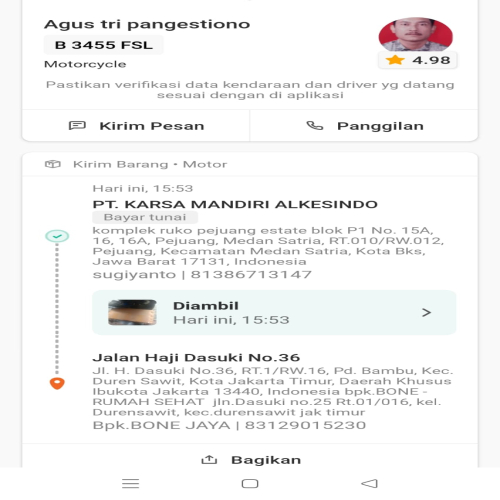 Agus tri pangestiono
B 3455 FSL
Motorcycle
4.98
Pastikan verifikasi data kendaraan dan driver yg datang
sesuai dengan di aplikasi
Kirim Pesan
Panggilan
Kirim Barang • Motor
Hari ini, 15:53
PT. KARSA MANDIRI ALKESINDO
Bayar tunai
komplek ruko pejuang estate blok P1 No. 15A,
16, 16A, Pejuang, Medan Satria, RT.010/RW.012,
Pejuang, Kecamatan Medan Satria, Kota Bks,
Jawa Barat 17131, Indonesia
sugiyanto | 81386713147
Diambil
Hari ini, 15:53
Jalan Haji Dasuki No.36
Jl. H. Dasuki No.36, RT.1/RW.16, Pd. Bambu, Kec.
Duren Sawit, Kota Jakarta Timur, Daerah Khusus
Ibukota Jakarta 13440, Indonesia bpk.BONE -
RUMAH SEHAT jln.Dasuki no.25 Rt.01/016, kel.
Durensawit, kec.durensawit jak timur
Bpk.BONE JAYA | 83129015230
Bagikan